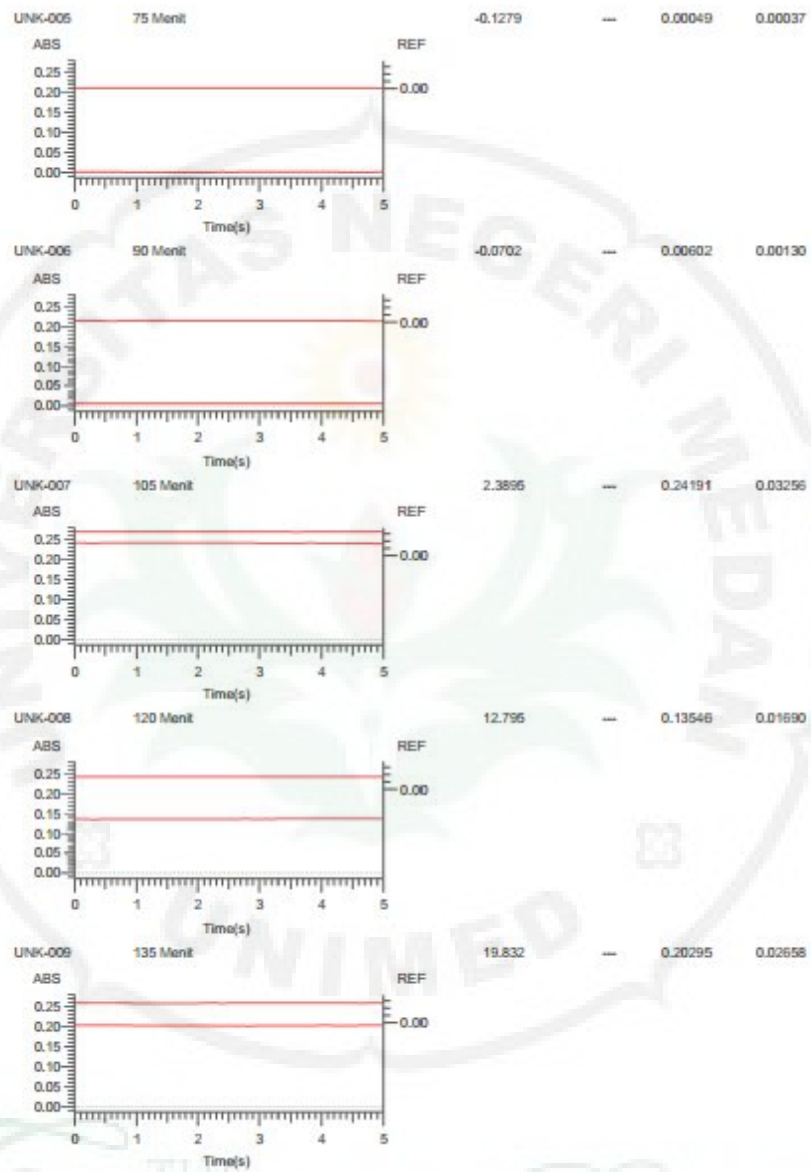 UNK-005 75 Menit -0.1279 --- 0.00049 0.00037
ABS REF
0.25
0.20 0.00
0.15
0.10
0.05
0.00
0 1 2 3 4 5
Time(s)
UNK-006 90 Menit -0.0702 --- 0.00602 0.00130
ABS REF
0.25
0.20 0.00
0.15
0.10
0.05
0.00
0 1 2 3 4 5
Time(s)
UNK-007 105 Menit 2.3895 --- 0.24191 0.03256
ABS REF
0.25
0.20 0.00
0.15
0.10
0.05
0.00
0 1 2 3 4 5
Time(s)
UNK-008 120 Menit 12.795 --- 0.13546 0.01690
ABS REF
0.25
0.20 0.00
0.15
0.10
0.05
0.00
0 1 2 3 4 5
Time(s)
UNK-009 135 Menit 19.832 --- 0.20295 0.02658
ABS REF
0.25
0.20 0.00
0.15
0.10
0.05
0.00
0 1 2 3 4 5
Time(s)
UNIVERSITAS NEGERI MEDAN
UNIMED